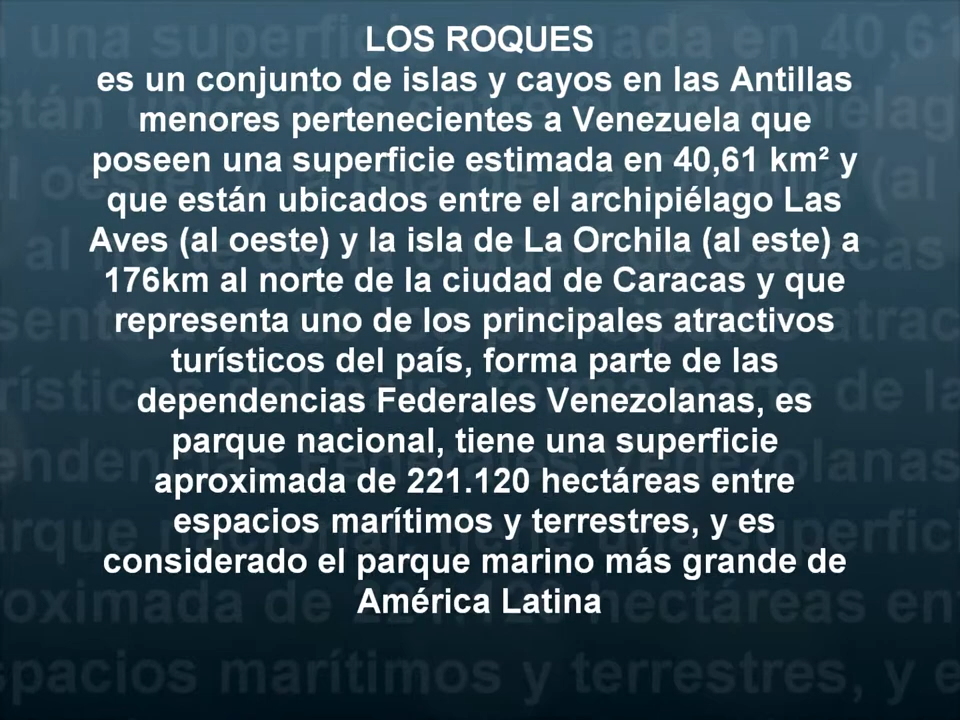 LOS ROQUES
es un conjunto de islas y cayos en las Antillas
menores pertenecientes a Venezuela que
poseen una superficie estimada en 40,61 km² y
que están ubicados entre el archipiélago Las
Aves (al oeste) y la isla de La Orchila (al este) a
176km al norte de la ciudad de Caracas y que
representa uno de los principales atractivos
turísticos del país, forma parte de las
dependencias Federales Venezolanas, es
parque nacional, tiene una superficie
aproximada de 221.120 hectáreas entre
espacios marítimos y terrestres, y es
considerado el parque marino más grande de
América Latina